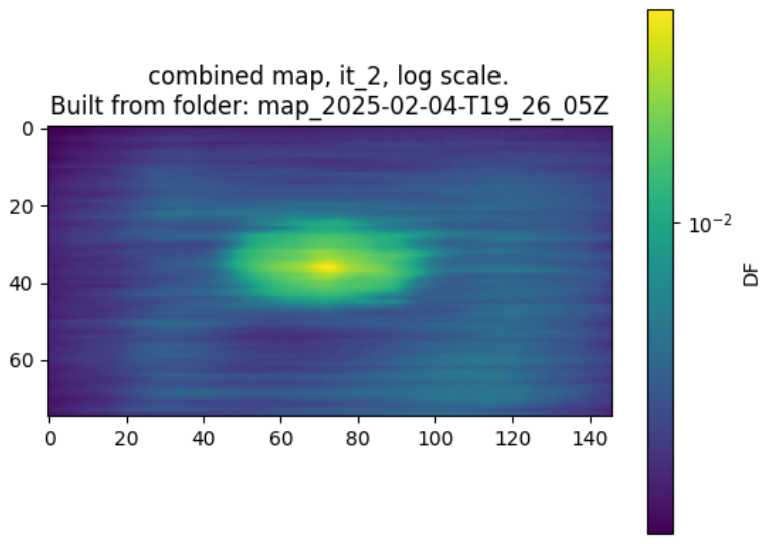 combined map, it_2, log scale.
Built from folder: map_2025-02-04-T19_26_05Z
0
20
40
60
0 20 40 60 80 100 120 140
10⁻²
DF